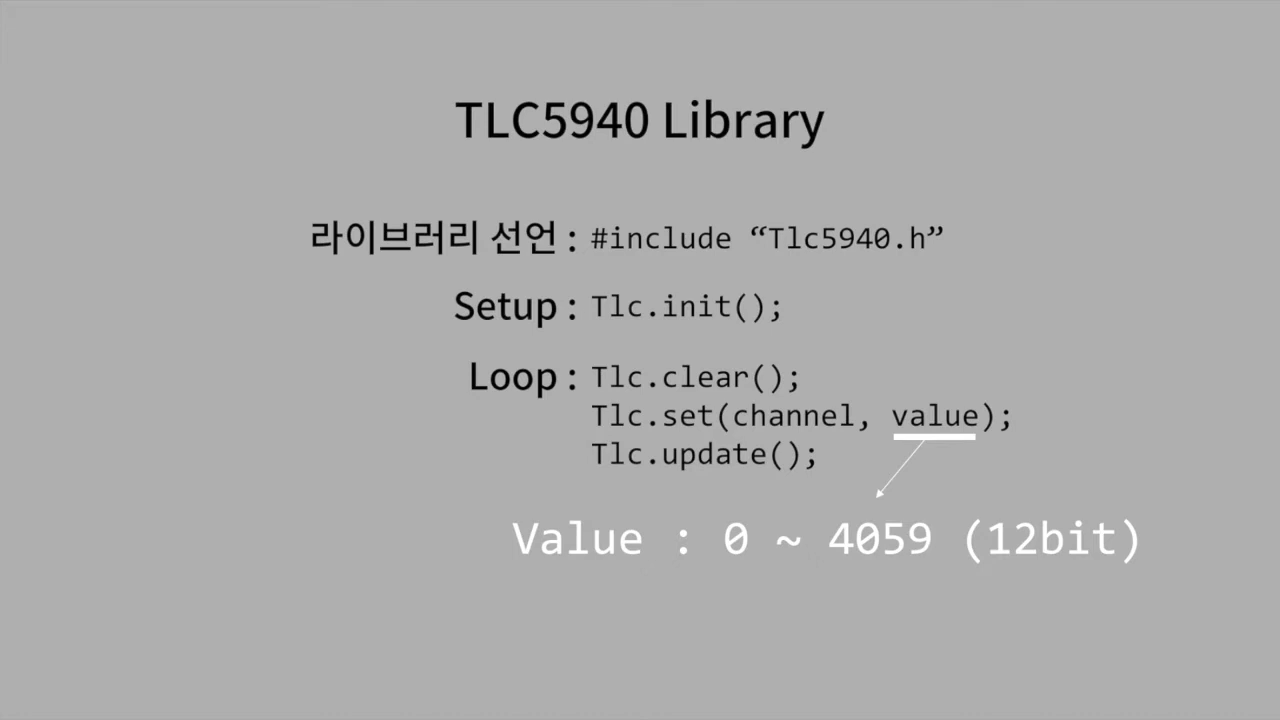 TLC5940 Library
라이브러리 선언 : #include “Tlc5940.h”
Setup : Tlc.init();
Loop : Tlc.clear();
Tlc.set(channel, value);
Tlc.update();
Value : 0 ~ 4059 (12bit)